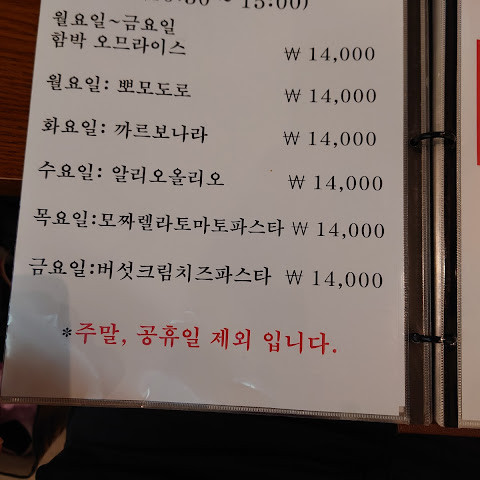 ~ 15:00)
월요일~금요일
함박 오므라이스 ₩ 14,000
월요일: 뽀모도로 ₩ 14,000
화요일: 까르보나라 ₩ 14,000
수요일: 알리오올리오 ₩ 14,000
목요일:모짜렐라토마토파스타 ₩ 14,000
금요일:버섯크림치즈파스타 ₩ 14,000
*주말, 공휴일 제외 입니다.